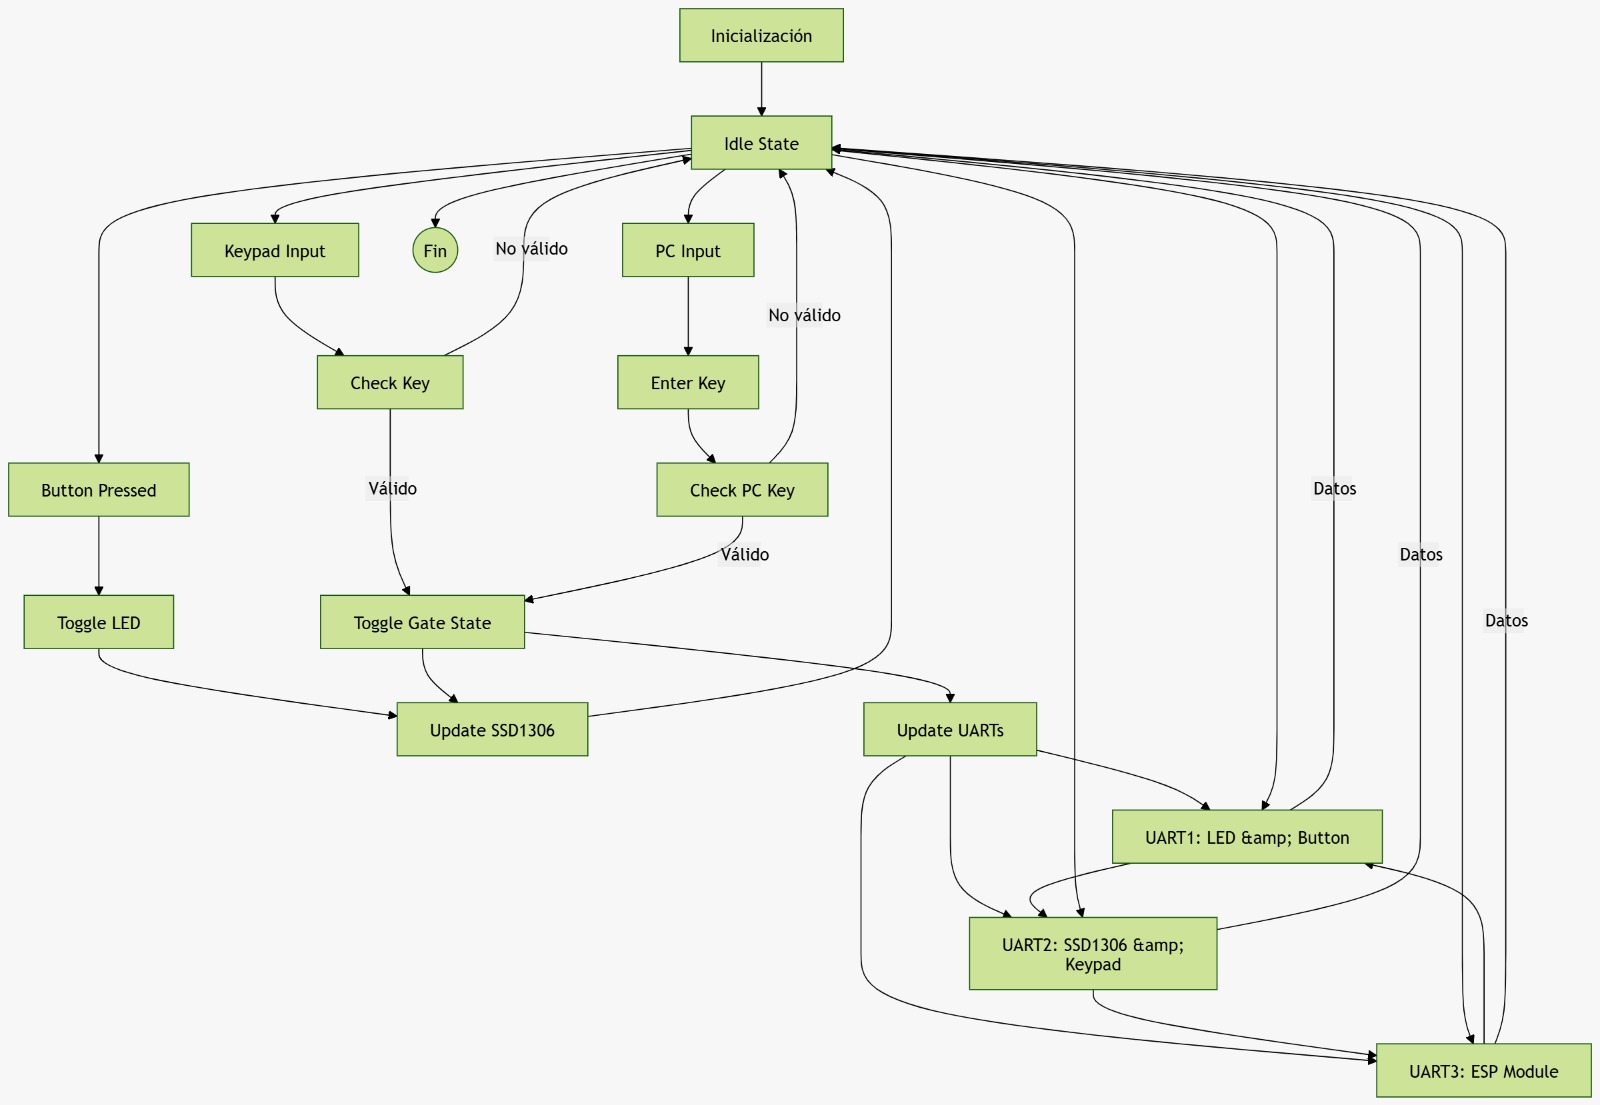 Inicialización
Idle State
Keypad Input
Fin
No válido
PC Input
No válido
Check Key
Enter Key
Button Pressed
Válido
Check PC Key
Datos
Válido
Datos
Toggle LED
Toggle Gate State
Datos
Update SSD1306
Update UARTs
UART1: LED &amp; Button
UART2: SSD1306 &amp;
Keypad
UART3: ESP Module